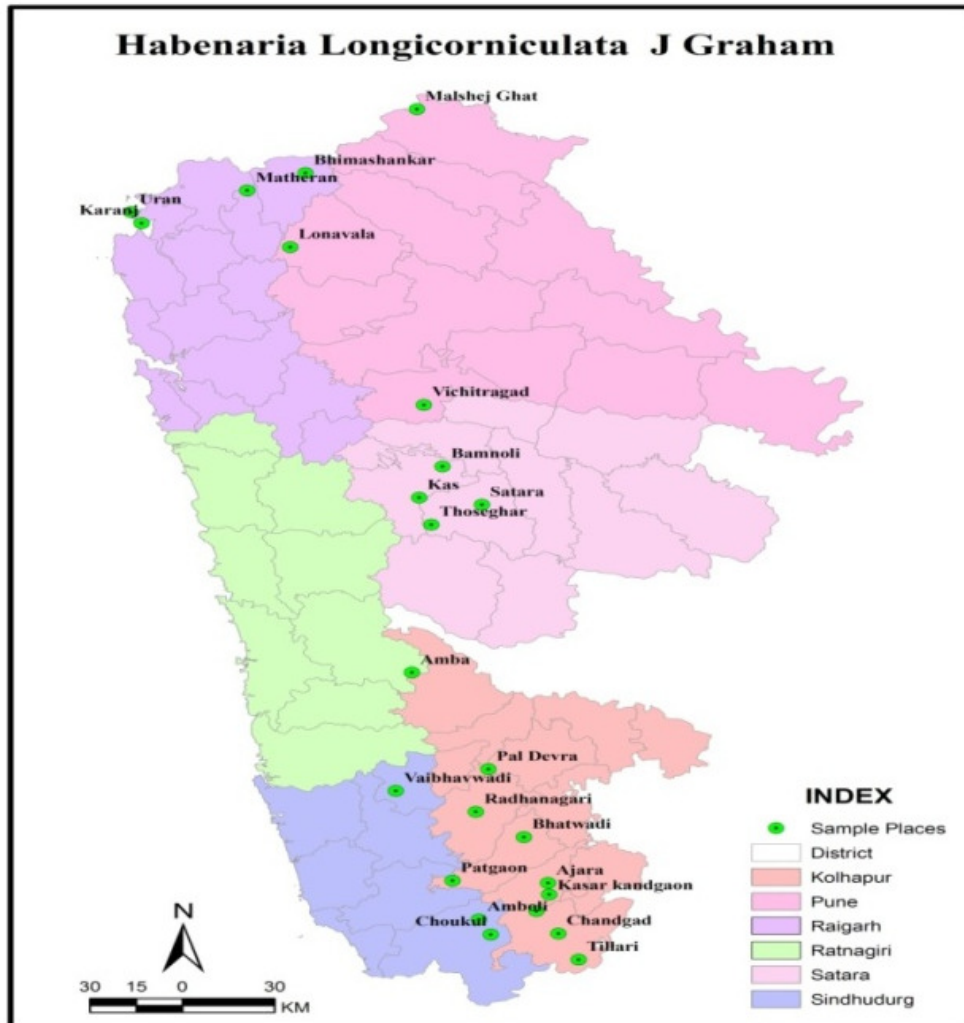 Habenaria Longicorniculata J Graham
Malshej Ghat
Bhimashankar
Matheran
Uran
Karanj
Lonavala
Vichitragad
Bamnoli
Kas
Satara
Thoseghar
Amba
Pal Devra
Vaibhavwadi
Radhanagari
Bhatwadi
Patgaon
Ajara
Kasar kandgaon
Amboli
Choukul
Chandgad
Tillari
INDEX
Sample Places
District
Kolhapur
Pune
Raigarh
Ratnagiri
Satara
Sindhudurg
N
30 15 0 30
KM